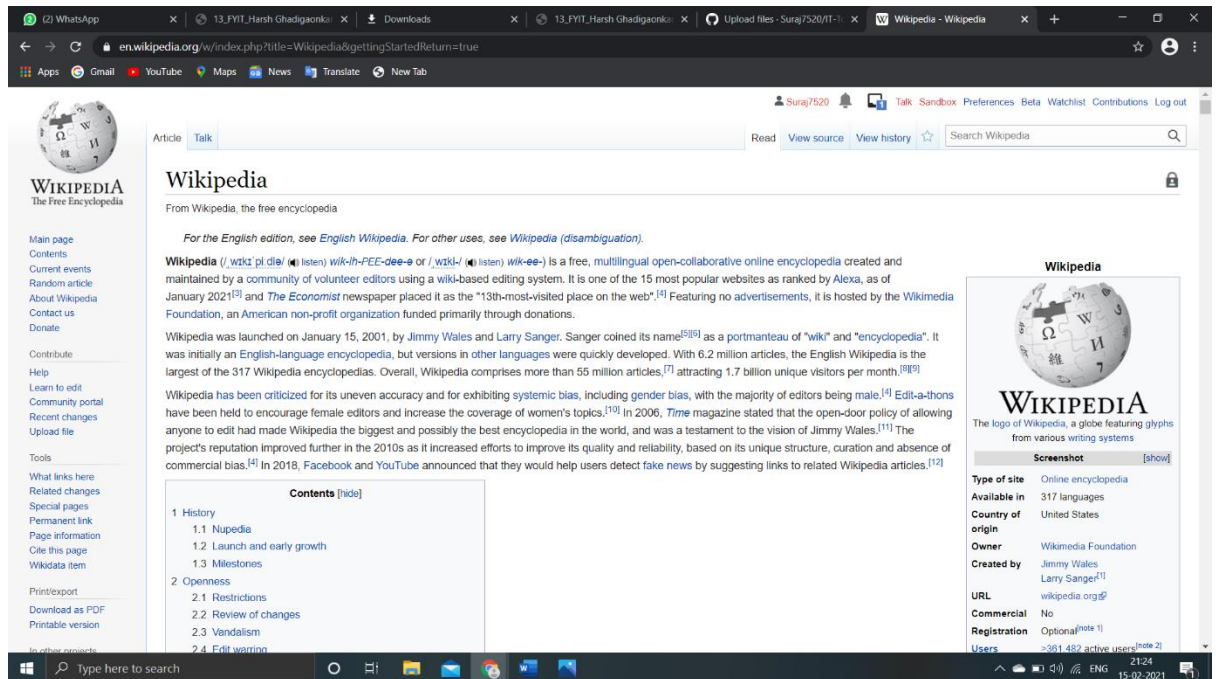 (2) WhatsApp
13_FYIT_Harsh Ghadigaonkar
Downloads
13_FYIT_Harsh Ghadigaonkar
Upload files · Suraj7520/IT-
Wikipedia - Wikipedia
en.wikipedia.org/w/index.php?title=Wikipedia&gettingStartedReturn=true
Apps Gmail YouTube Maps News Translate New Tab
Suraj7520 1 Talk Sandbox Preferences Beta Watchlist Contributions Log out
Article Talk Read View source View history Search Wikipedia
WIKIPEDIA
The Free Encyclopedia
Main page
Contents
Current events
Random article
About Wikipedia
Contact us
Donate
Contribute
Help
Learn to edit
Community portal
Recent changes
Upload file
Tools
What links here
Related changes
Special pages
Permanent link
Page information
Cite this page
Wikidata item
Print/export
Download as PDF
Printable version
In other projects
Wikipedia
From Wikipedia, the free encyclopedia
For the English edition, see English Wikipedia. For other uses, see Wikipedia (disambiguation).
Wikipedia (/ˌwɪkɪˈpiːdiə/ (listen) wik-ih-PEE-dee-ə or /ˌwɪki-/ (listen) wik-ee-) is a free, multilingual open-collaborative online encyclopedia created and
maintained by a community of volunteer editors using a wiki-based editing system. It is one of the 15 most popular websites as ranked by Alexa, as of
January 2021[3] and The Economist newspaper placed it as the "13th-most-visited place on the web".[4] Featuring no advertisements, it is hosted by the Wikimedia
Foundation, an American non-profit organization funded primarily through donations.
Wikipedia was launched on January 15, 2001, by Jimmy Wales and Larry Sanger. Sanger coined its name[5][6] as a portmanteau of "wiki" and "encyclopedia". It
was initially an English-language encyclopedia, but versions in other languages were quickly developed. With 6.2 million articles, the English Wikipedia is the
largest of the 317 Wikipedia encyclopedias. Overall, Wikipedia comprises more than 55 million articles,[7] attracting 1.7 billion unique visitors per month.[8][9]
Wikipedia has been criticized for its uneven accuracy and for exhibiting systemic bias, including gender bias, with the majority of editors being male.[4] Edit-a-thons
have been held to encourage female editors and increase the coverage of women's topics.[10] In 2006, Time magazine stated that the open-door policy of allowing
anyone to edit had made Wikipedia the biggest and possibly the best encyclopedia in the world, and was a testament to the vision of Jimmy Wales.[11] The
project's reputation improved further in the 2010s as it increased efforts to improve its quality and reliability, based on its unique structure, curation and absence of
commercial bias.[4] In 2018, Facebook and YouTube announced that they would help users detect fake news by suggesting links to related Wikipedia articles.[12]
Contents [hide]
1 History
1.1 Nupedia
1.2 Launch and early growth
1.3 Milestones
2 Openness
2.1 Restrictions
2.2 Review of changes
2.3 Vandalism
2.4 Edit warring
Wikipedia
WIKIPEDIA
The logo of Wikipedia, a globe featuring glyphs
from various writing systems
Screenshot [show]
Type of site Online encyclopedia
Available in 317 languages
Country of United States
origin
Owner Wikimedia Foundation
Created by Jimmy Wales
Larry Sanger[1]
URL wikipedia.org
Commercial No
Registration Optional[note 1]
Users >361,482 active users[note 2]
Type here to search
ENG
21:24
15-02-2021
1